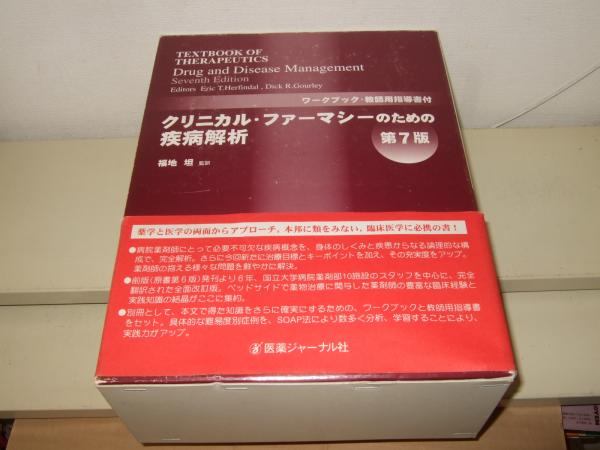 TEXTBOOK OF
THERAPEUTICS
Drug and Disease Management
Seventh Edition
Editors Eric T.Herfindal, Dick R.Gourley
ワークブック・教師用指導書付
クリニカル・ファーマシーのための
疾病解析
第7版
福地 坦 監訳
薬学と医学の両面からアプローチ,本邦に類をみない,臨床医学に必携の書!
●病院薬剤師にとって必要不可欠な疾病概念を、身体のしくみと疾患からなる論理的な構
成で、完全解析。さらに今回新たに治療目標とキーポイントを加え、その充実度をアップ。
薬剤師の抱える様々な問題を鮮やかに解決。
●前版(原書第6版)発刊より6年、国立大学病院薬剤部10施設のスタッフを中心に、完全
翻訳された全面改訂版。ベッドサイドで薬物治療に関与した薬剤師の豊富な臨床経験と
実践知識の結晶がここに集約。
●別冊として、本文で得た知識をさらに確実にするための、ワークブックと教師用指導書
をセット。具体的な難易度別症例を、SOAP法により数多く分析、学習することにより、
実践力がアップ。
医薬ジャーナル社